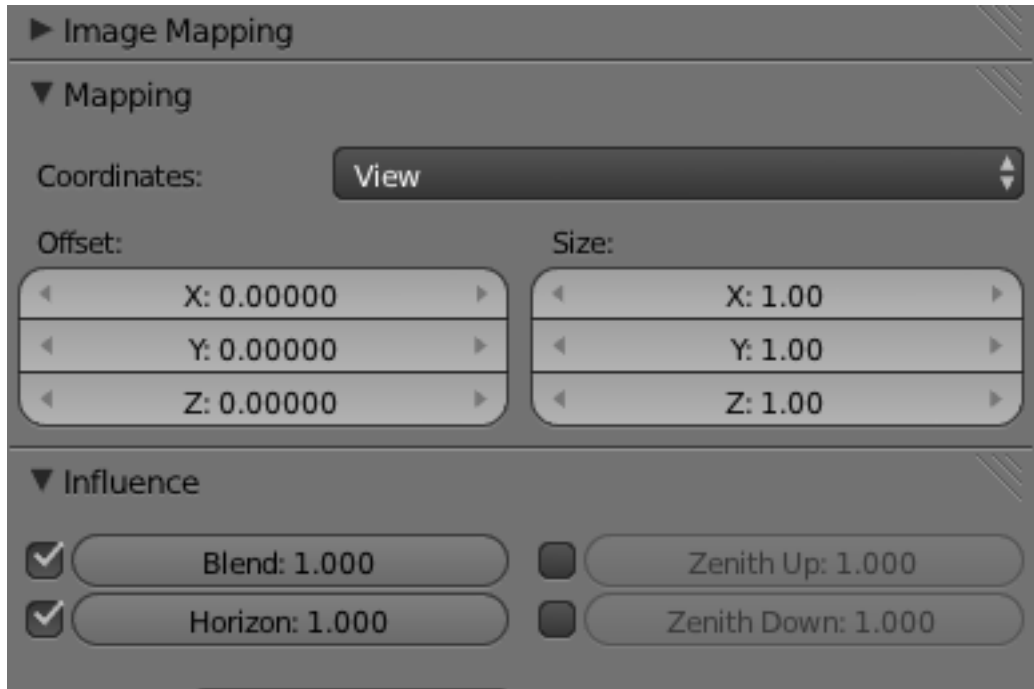 Image Mapping
Mapping
Coordinates: View
Offset: Size:
X: 0.00000 X: 1.00
Y: 0.00000 Y: 1.00
Z: 0.00000 Z: 1.00
Influence
Blend: 1.000 Zenith Up: 1.000
Horizon: 1.000 Zenith Down: 1.000